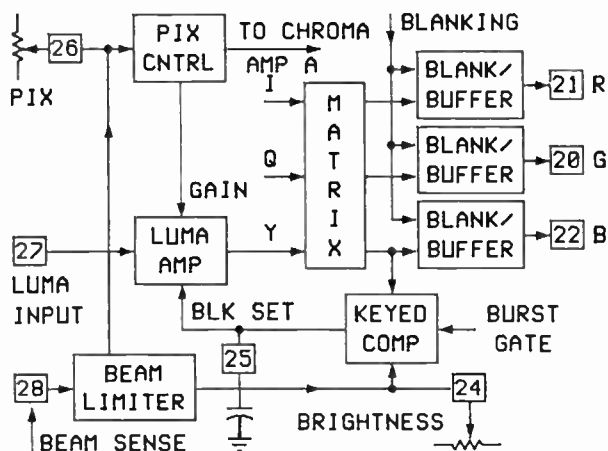 26
PIX
PIX
CNTRL
TO CHROMA
AMP A
BLANKING
I
Q
Y
MATRIX
BLANK/
BUFFER
21 R
BLANK/
BUFFER
20 G
BLANK/
BUFFER
22 B
GAIN
27
LUMA
INPUT
LUMA
AMP
BLK SET
25
KEYED
COMP
BURST
GATE
28
BEAM
LIMITER
24
BRIGHTNESS
BEAM SENSE